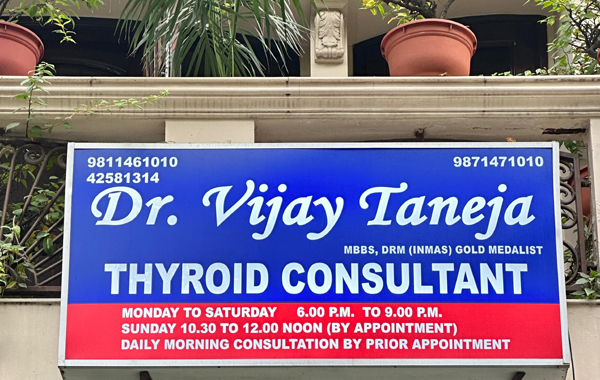 9811461010 9871471010
42581314
Dr. Vijay Taneja
MBBS, DRM (INMAS) GOLD MEDALIST
THYROID CONSULTANT
MONDAY TO SATURDAY 6.00 P.M. TO 9.00 P.M.
SUNDAY 10.30 TO 12.00 NOON (BY APPOINTMENT)
DAILY MORNING CONSULTATION BY PRIOR APPOINTMENT